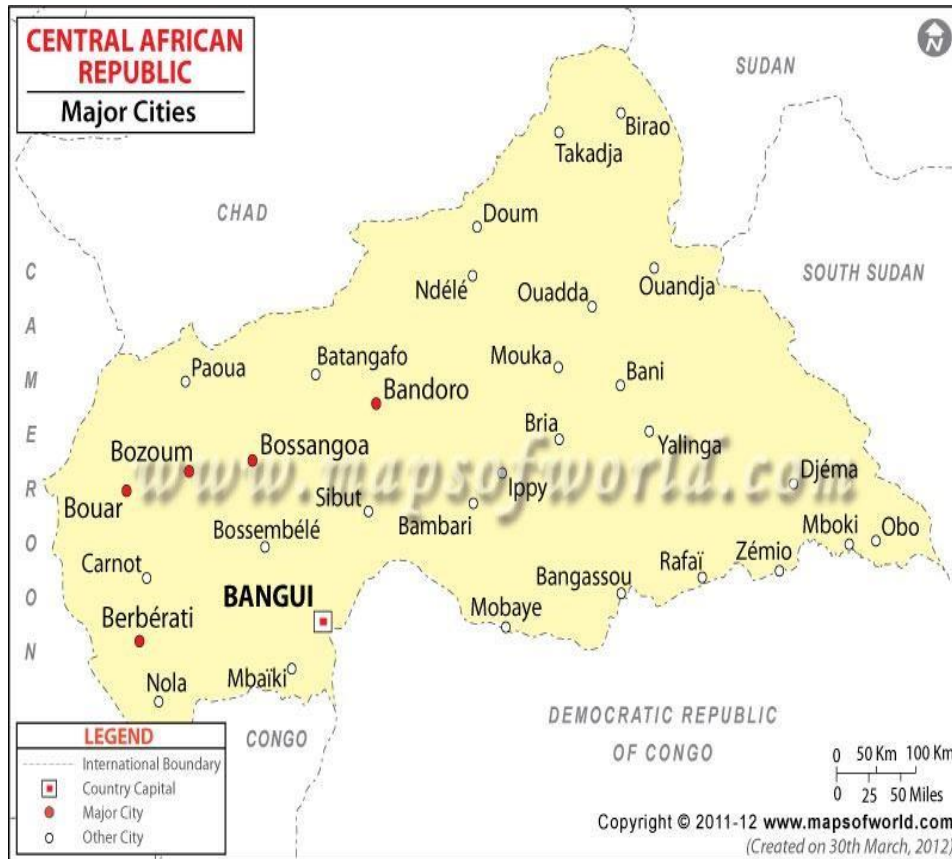 CENTRAL AFRICAN
REPUBLIC
Major Cities
N
SUDAN
Birao
Takadja
CHAD
Doum
SOUTH SUDAN
Ndélé
Ouadda
Ouandja
CAMEROON
Paoua
Batangafo
Mouka
Bani
Bandoro
Bria
Yalinga
Bozoum
Bossangoa
www.mapsofworld.com
Djéma
Ippy
Bouar
Sibut
Bambari
Bossembélé
Mboki
Obo
Carnot
Rafaï
Zémio
BANGUI
Bangassou
Berbérati
Mobaye
Nola
Mbaïki
DEMOCRATIC REPUBLIC
OF CONGO
CONGO
LEGEND
International Boundary
Country Capital
Major City
Other City
0 50 Km 100 Km
0 25 50 Miles
Copyright © 2011-12 www.mapsofworld.com
(Created on 30th March, 2012)